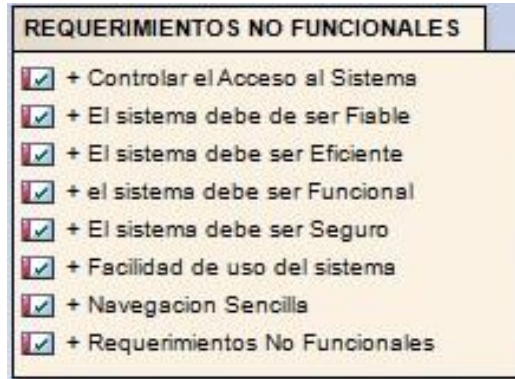 REQUERIMIENTOS NO FUNCIONALES
+ Controlar el Acceso al Sistema
+ El sistema debe de ser Fiable
+ El sistema debe ser Eficiente
+ el sistema debe ser Funcional
+ El sistema debe ser Seguro
+ Facilidad de uso del sistema
+ Navegacion Sencilla
+ Requerimientos No Funcionales